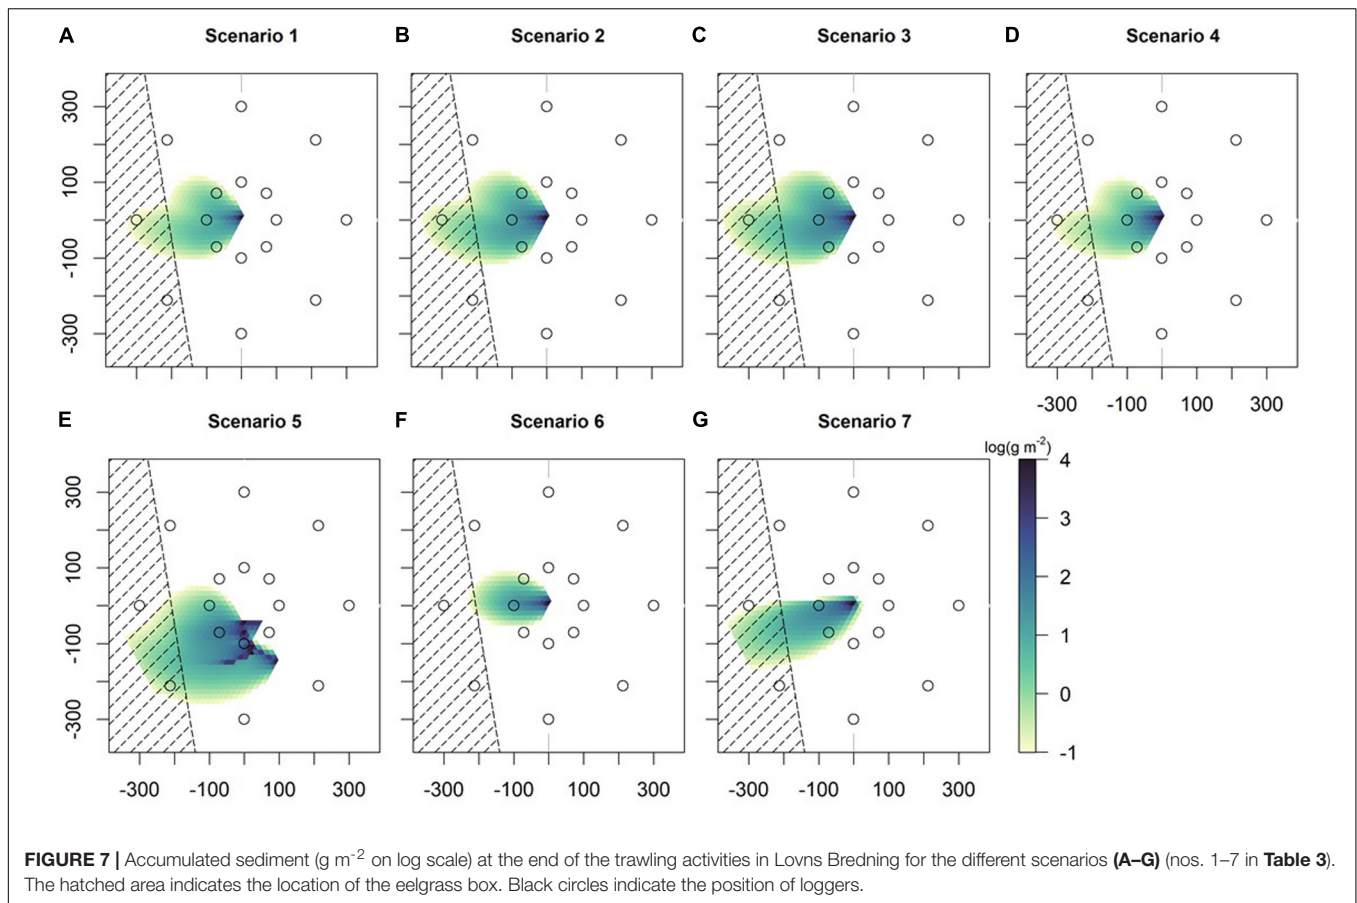 A Scenario 1 B Scenario 2 C Scenario 3 D Scenario 4
300
100
-100
-300
-300 -100 100 300
E Scenario 5 F Scenario 6 G Scenario 7
log(g m-2)
300
100
-100
-300
4
3
2
1
0
-1
-300 -100 100 300 -300 -100 100 300 -300 -100 100 300
FIGURE 7 | Accumulated sediment (g m-2 on log scale) at the end of the trawling activities in Lovns Bredning for the different scenarios (A–G) (nos. 1–7 in Table 3).
The hatched area indicates the location of the eelgrass box. Black circles indicate the position of loggers.